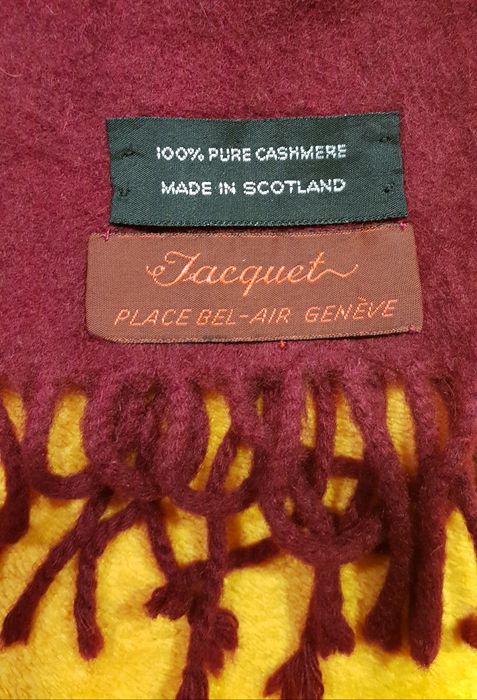 100% PURE CASHMERE
MADE IN SCOTLAND
Jacquet
PLACE BEL-AIR GENÈVE